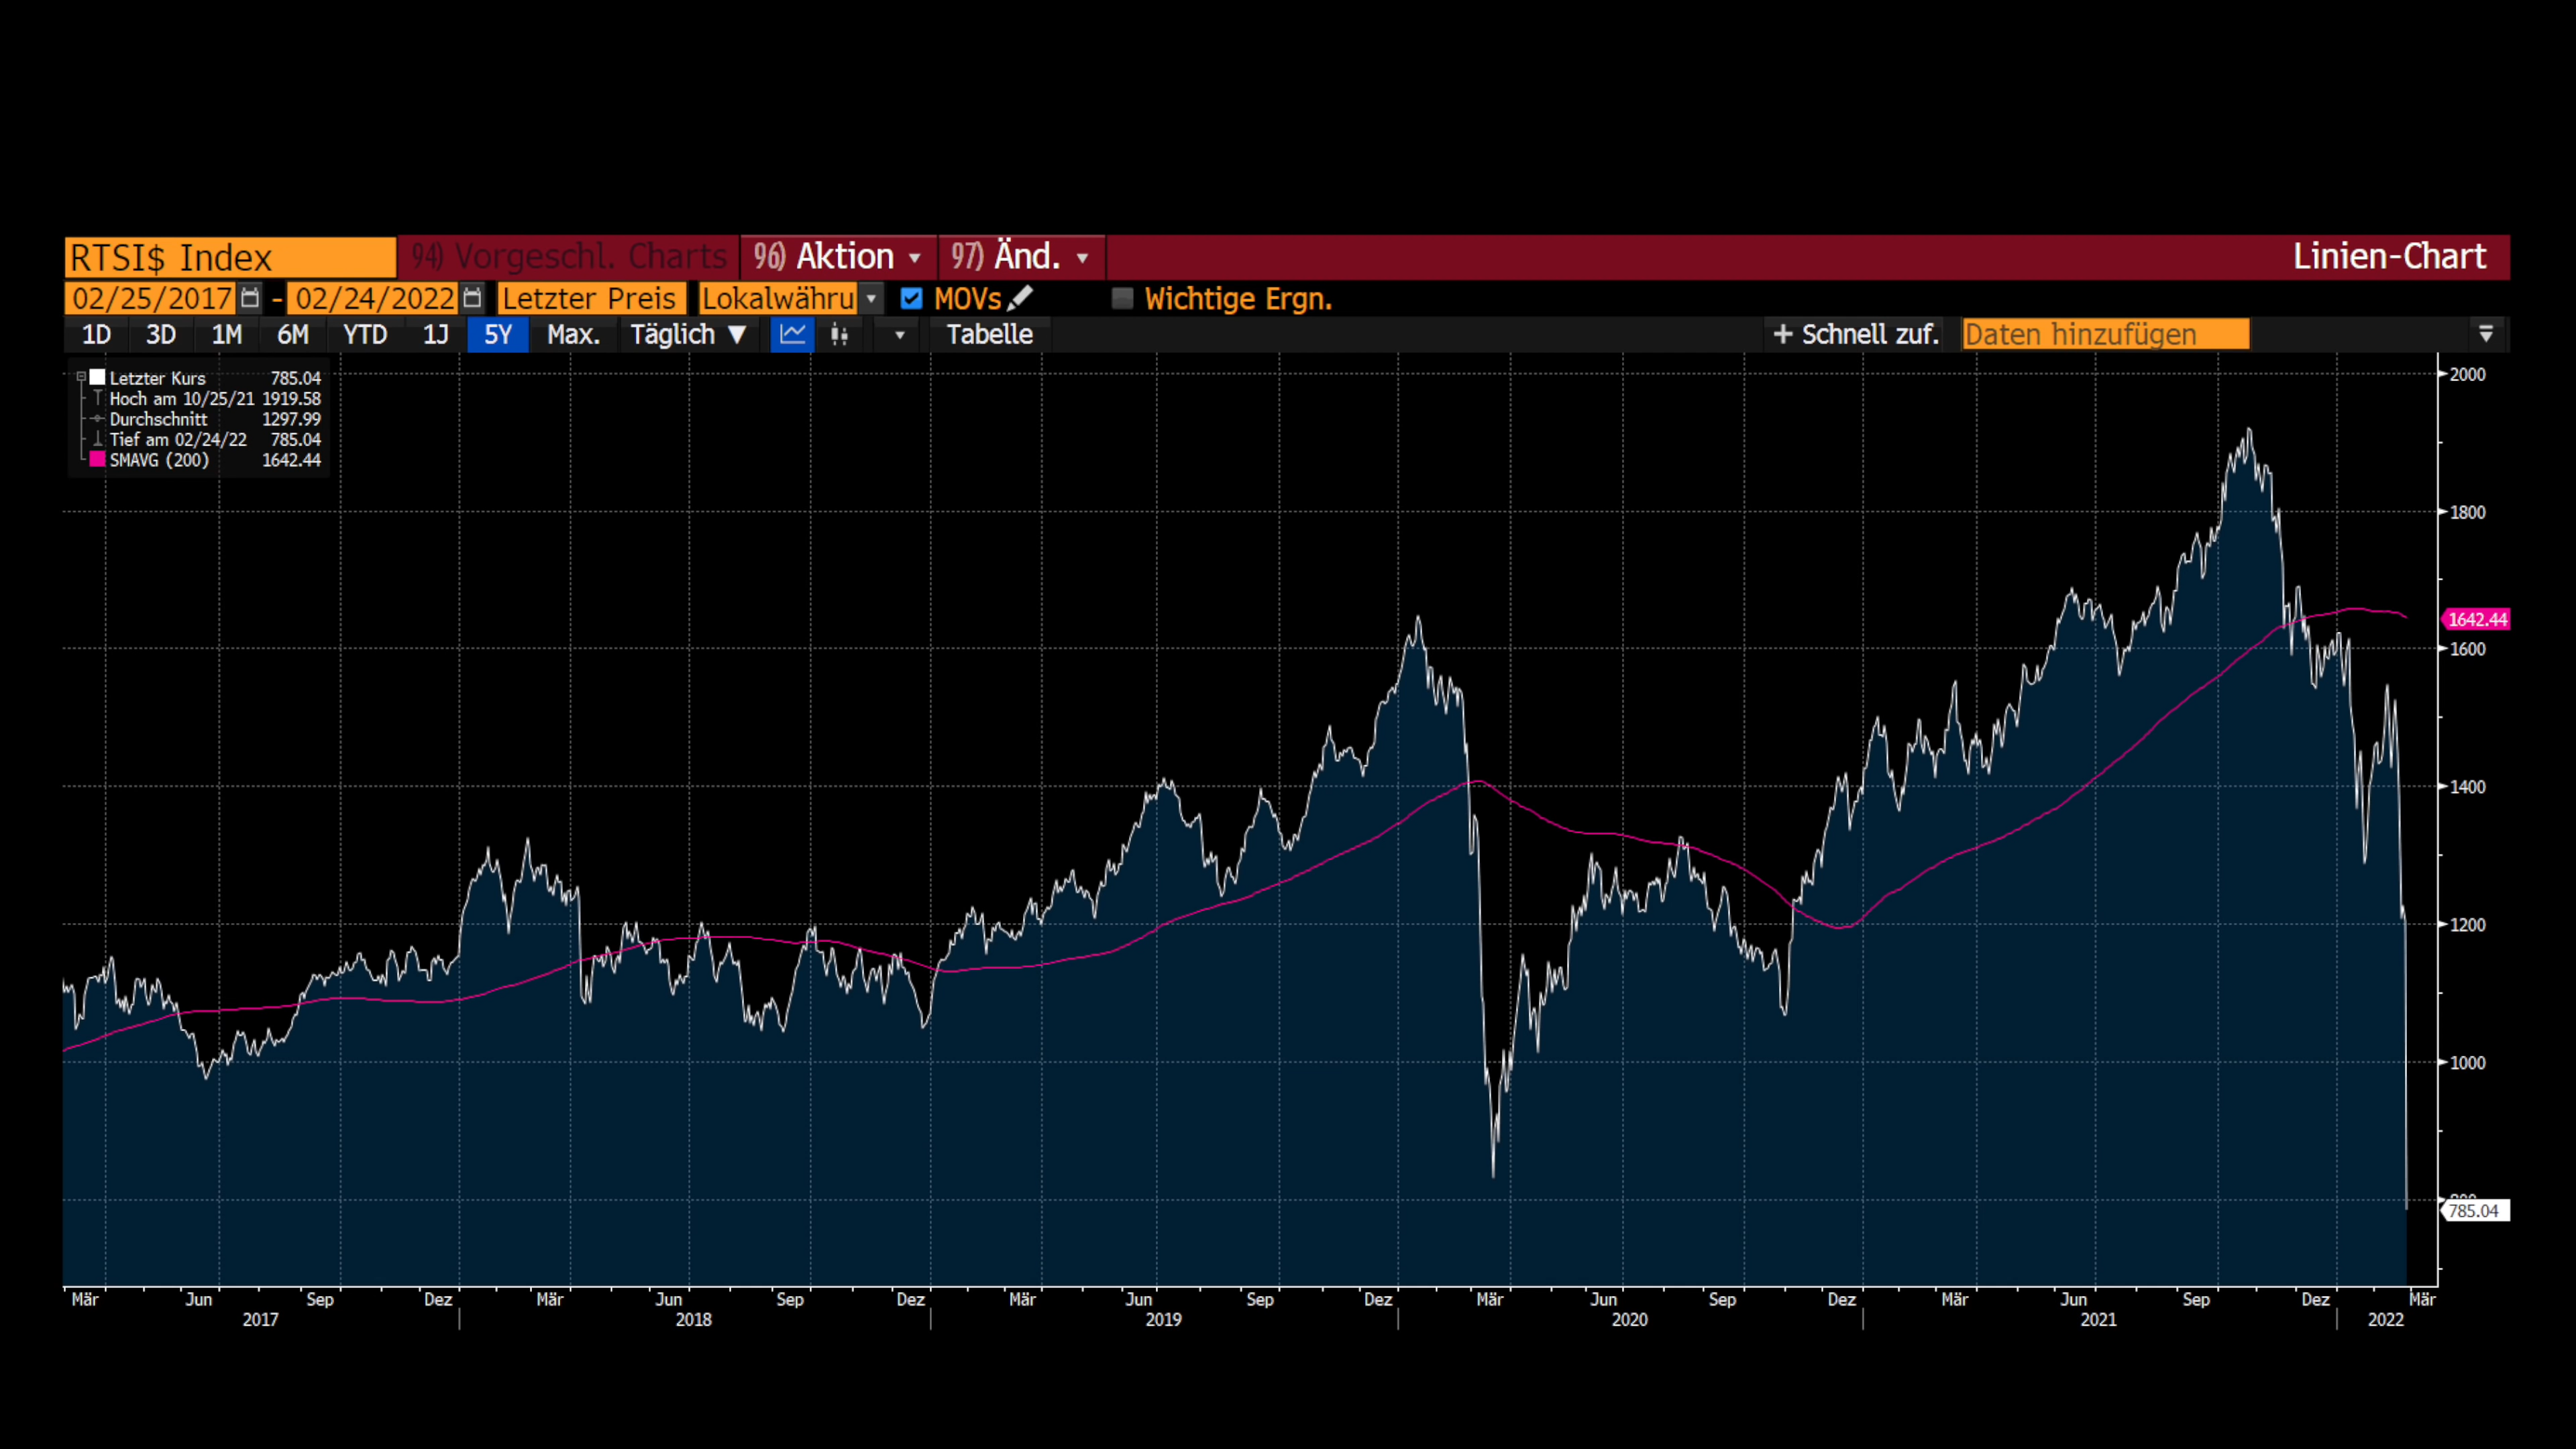 RTSI$ Index 94) Vorgeschl. Charts 96) Aktion 97) Änd. Linien-Chart
02/25/2017 - 02/24/2022 Letzter Preis Lokalwähru MOVs Wichtige Ergn.
1D 3D 1M 6M YTD 1J 5Y Max. Täglich ▼ Tabelle + Schnell zuf. Daten hinzufügen
Letzter Kurs 785.04
Hoch am 10/25/21 1919.58
Durchschnitt 1297.99
Tief am 02/24/22 785.04
SMAVG (200) 1642.44
2000
1800
1642.44
1600
1400
1200
1000
800
785.04
Mär Jun Sep Dez Mär Jun Sep Dez Mär Jun Sep Dez Mär Jun Sep Dez Mär Jun Sep Dez Mär
2017 2018 2019 2020 2021 2022